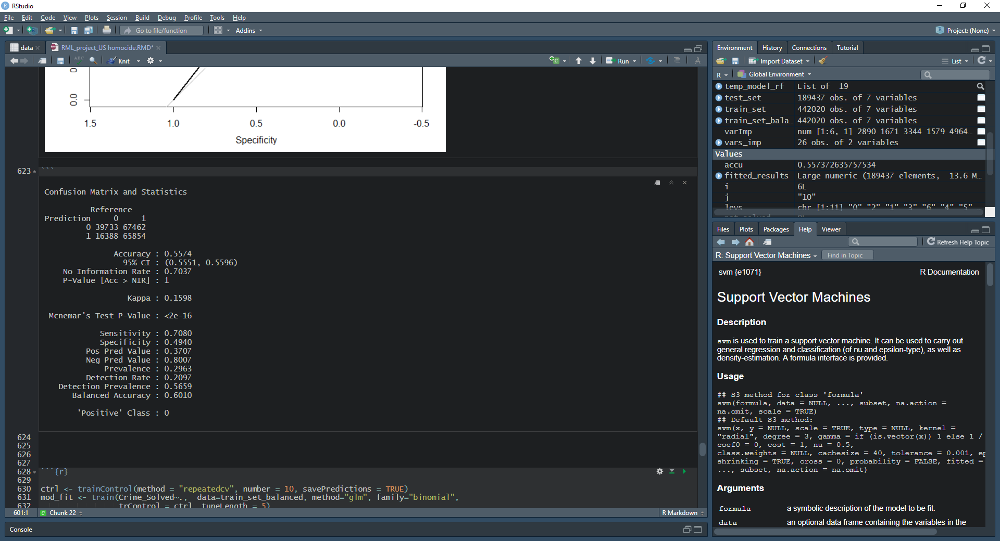 RStudio
File Edit Code View Plots Session Build Debug Profile Tools Help
Go to file/function Addins Project: (None)
data RML_project_US homocide.RMD*
ABC Knit Run
0.0
1.5 1.0 0.5 0.0 -0.5
Specificity
623 ```
Confusion Matrix and Statistics
Reference
Prediction 0 1
0 39733 67462
1 16388 65854
Accuracy : 0.5574
95% CI : (0.5551, 0.5596)
No Information Rate : 0.7037
P-Value [Acc > NIR] : 1
Kappa : 0.1598
Mcnemar's Test P-Value : <2e-16
Sensitivity : 0.7080
Specificity : 0.4940
Pos Pred Value : 0.3707
Neg Pred Value : 0.8007
Prevalence : 0.2963
Detection Rate : 0.2097
Detection Prevalence : 0.5659
Balanced Accuracy : 0.6010
'Positive' Class : 0
624
625
626
627
628 ```{r}
629
630 ctrl <- trainControl(method = "repeatedcv", number = 10, savePredictions = TRUE)
631 mod_fit <- train(Crime_Solved~., data=train_set_balanced, method="glm", family="binomial",
632 trControl = ctrl, tuneLength = 5)
601:1 C Chunk 22 R Markdown
Console
Environment History Connections Tutorial
Import Dataset List
R Global Environment
temp_model_rf List of 19
test_set 189437 obs. of 7 variables
train_set 442020 obs. of 7 variables
train_set_bala… 442020 obs. of 7 variables
varImp num [1:6, 1] 2890 1671 3344 1579 4964…
vars_imp 26 obs. of 2 variables
Values
accu 0.557372635757534
fitted_results Large numeric (189437 elements, 13.6 M…
i 6L
j "10"
levs chr [1:11] "0" "2" "1" "3" "6" "4" "5"
Files Plots Packages Help Viewer
Refresh Help Topic
R: Support Vector Machines Find in Topic
svm {e1071} R Documentation
Support Vector Machines
Description
svm is used to train a support vector machine. It can be used to carry out
general regression and classification (of nu and epsilon-type), as well as
density-estimation. A formula interface is provided.
Usage
## S3 method for class 'formula'
svm(formula, data = NULL, ..., subset, na.action =
na.omit, scale = TRUE)
## Default S3 method:
svm(x, y = NULL, scale = TRUE, type = NULL, kernel =
"radial", degree = 3, gamma = if (is.vector(x)) 1 else 1 /
coef0 = 0, cost = 1, nu = 0.5,
class.weights = NULL, cachesize = 40, tolerance = 0.001, ep
shrinking = TRUE, cross = 0, probability = FALSE, fitted =
..., subset, na.action = na.omit)
Arguments
formula a symbolic description of the model to be fit.
data an optional data frame containing the variables in the